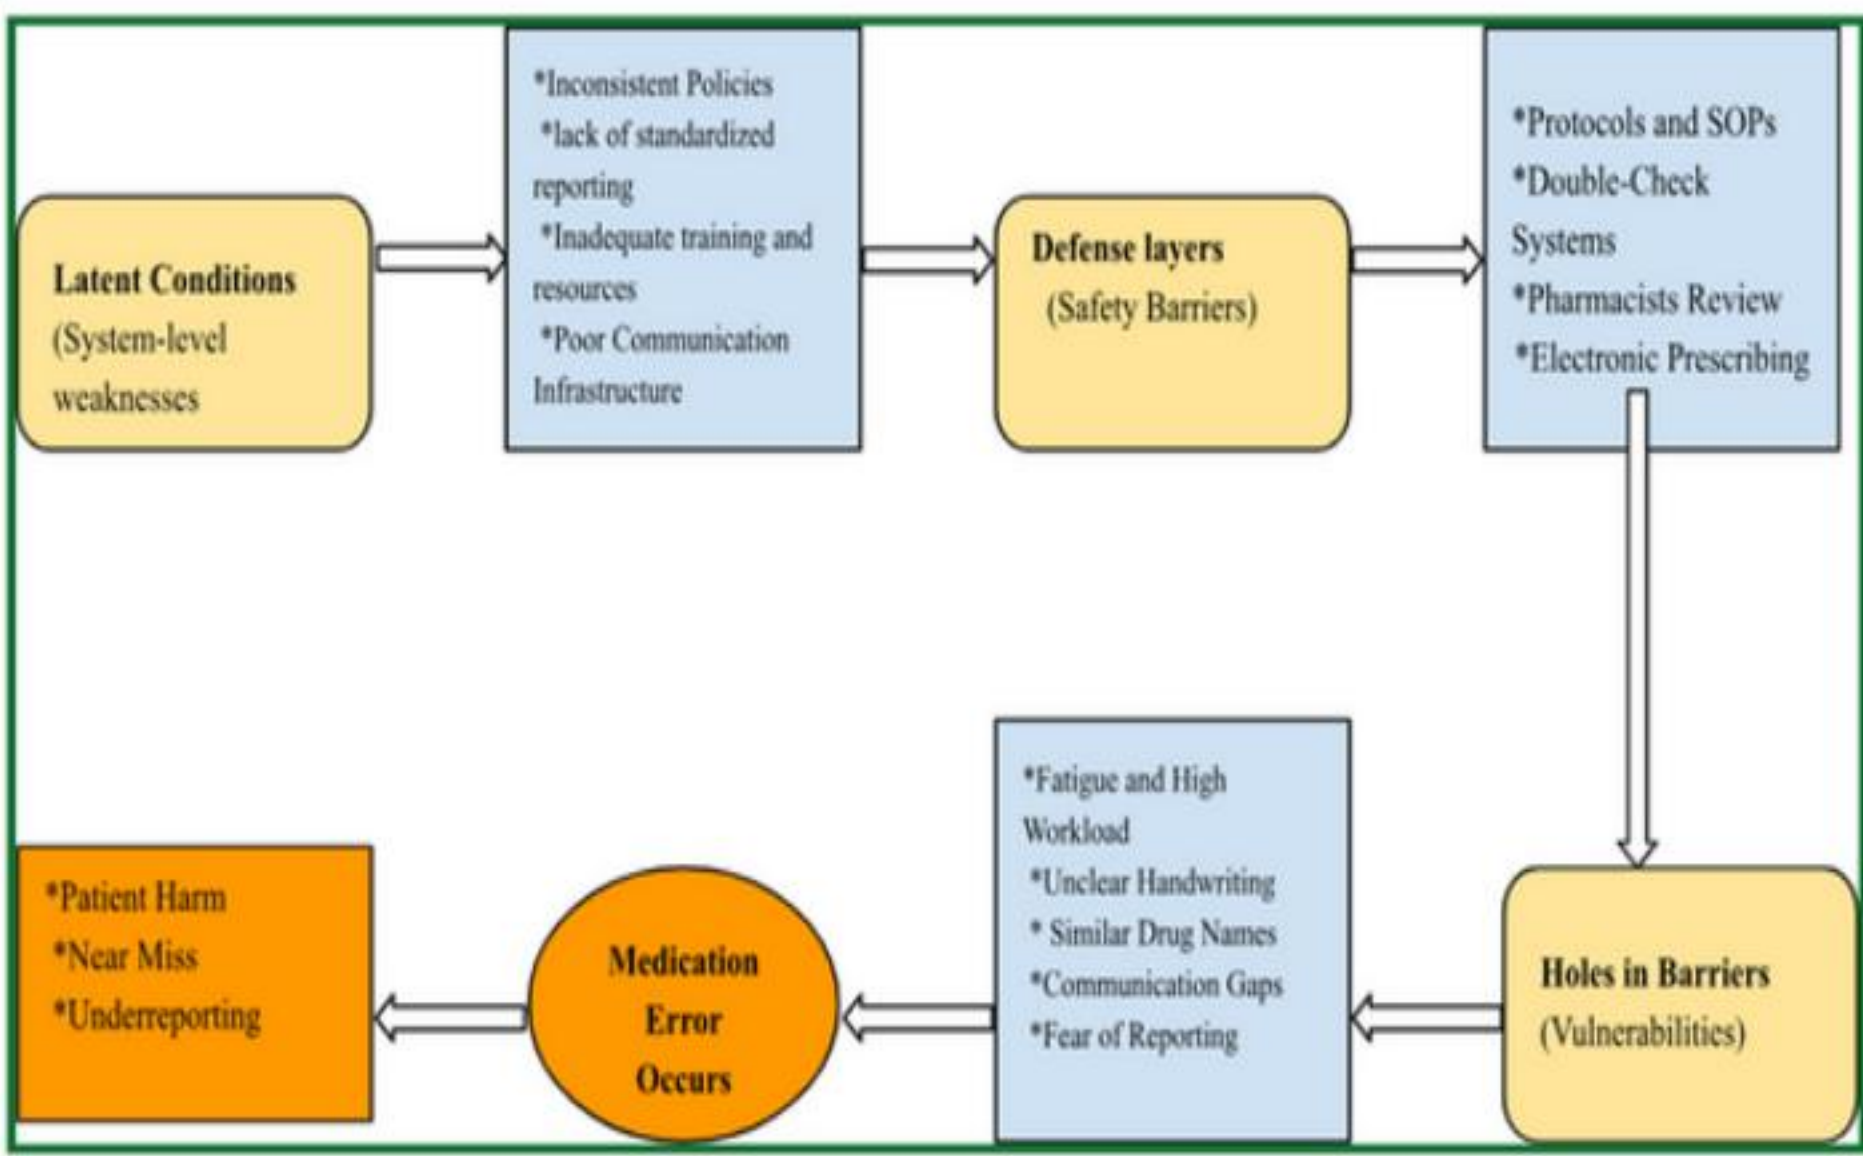 Latent Conditions
(System-level
weaknesses
*Inconsistent Policies
*lack of standardized
reporting
*Inadequate training and
resources
*Poor Communication
Infrastructure
Defense layers
(Safety Barriers)
*Protocols and SOPs
*Double-Check
Systems
*Pharmacists Review
*Electronic Prescribing
Holes in Barriers
(Vulnerabilities)
*Fatigue and High
Workload
*Unclear Handwriting
* Similar Drug Names
*Communication Gaps
*Fear of Reporting
Medication
Error
Occurs
*Patient Harm
*Near Miss
*Underreporting